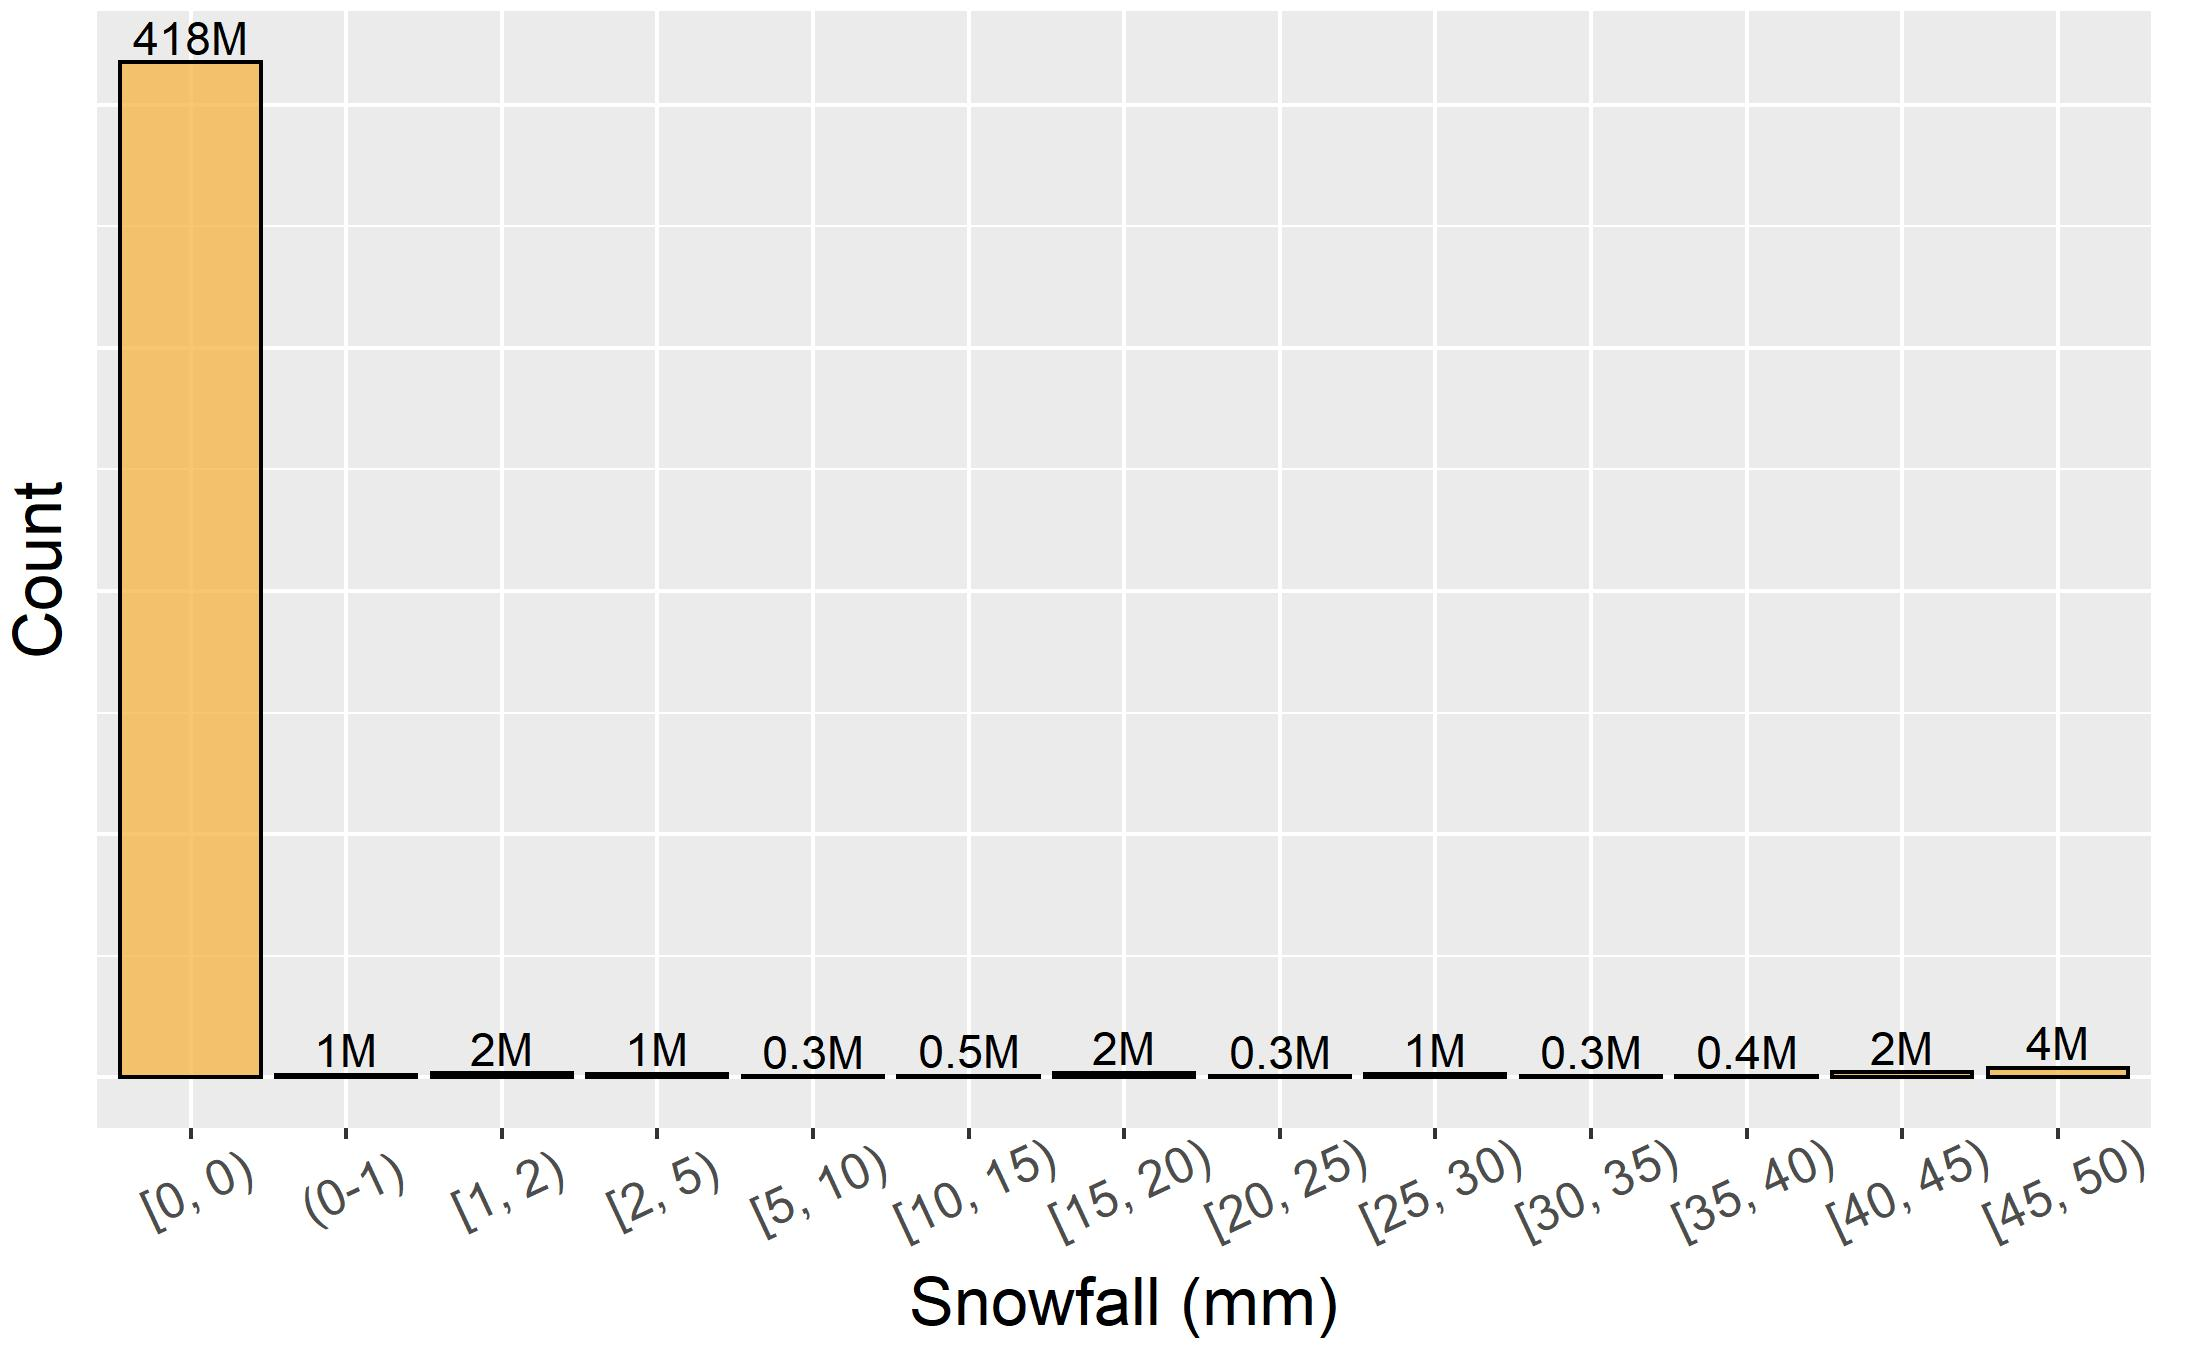 418M
Count
1M 2M 1M 0.3M 0.5M 2M 0.3M 1M 0.3M 0.4M 2M 4M
[0, 0) (0-1) [1, 2) [2, 5) [5, 10) [10, 15) [15, 20) [20, 25) [25, 30) [30, 35) [35, 40) [40, 45) [45, 50)
Snowfall (mm)